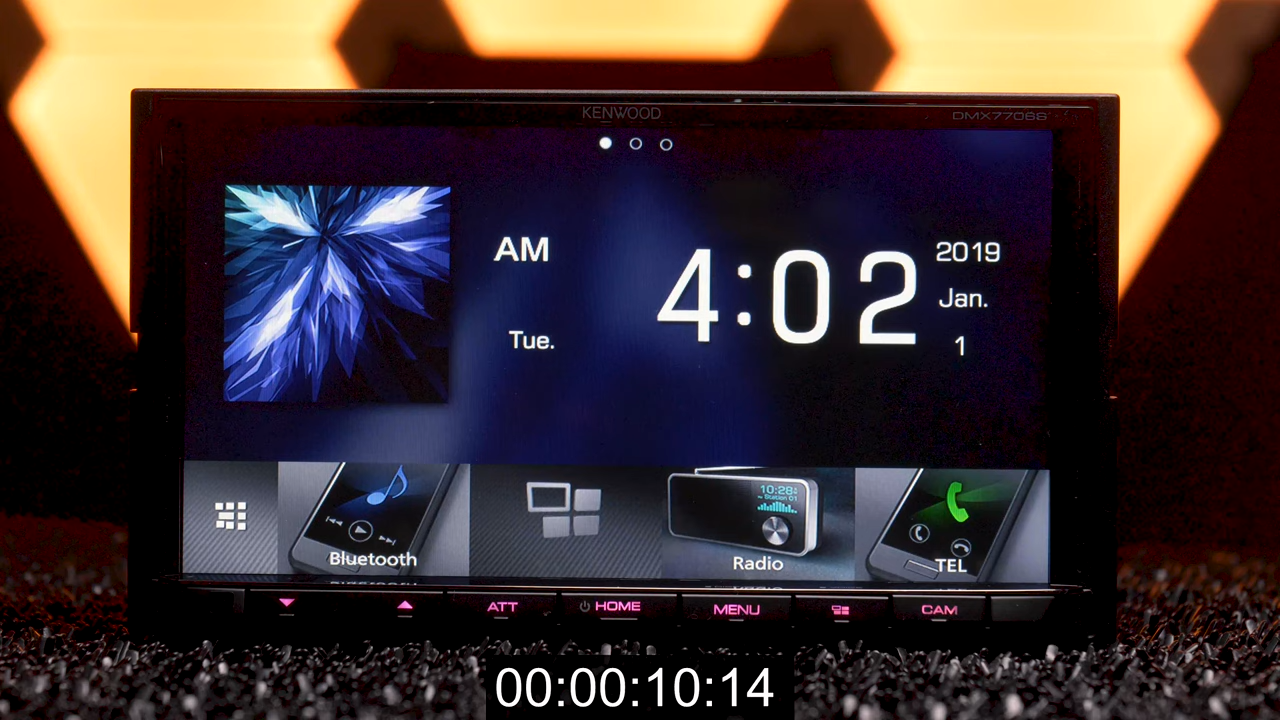 KENWOOD
DMX7706S
AM
4:02
2019
Jan.
Tue.
1
10:28
Station 01
Bluetooth
Radio
TEL
ATT
HOME
MENU
CAM
00:00:10:14